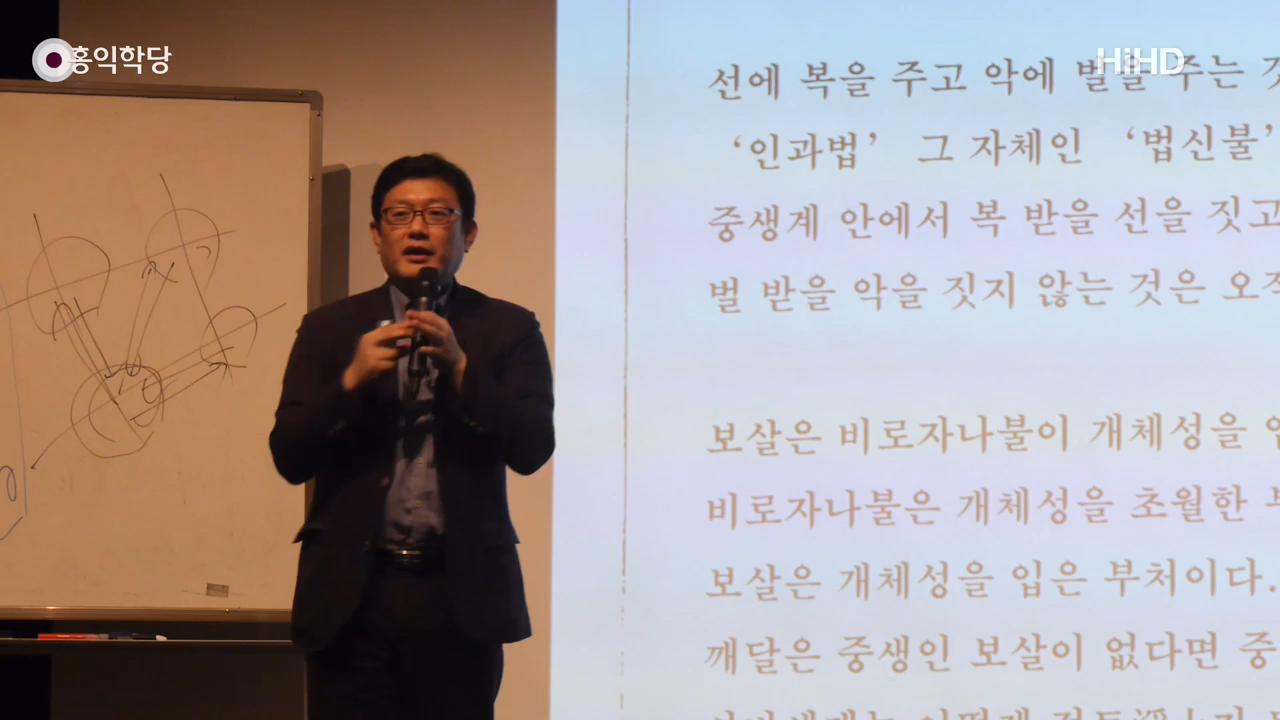 홍익학당
HiHD
선에 복을 주고 악에 벌을 주는
‘인과법’ 그 자체인 ‘법신불’
중생계 안에서 복 받을 선을 짓고
벌 받을 악을 짓지 않는 것은
보살은 비로자나불이 개체성을
비로자나불은 개체성을 초월한
보살은 개체성을 입은 부처이다.
깨달은 중생인 보살이 없다면 중